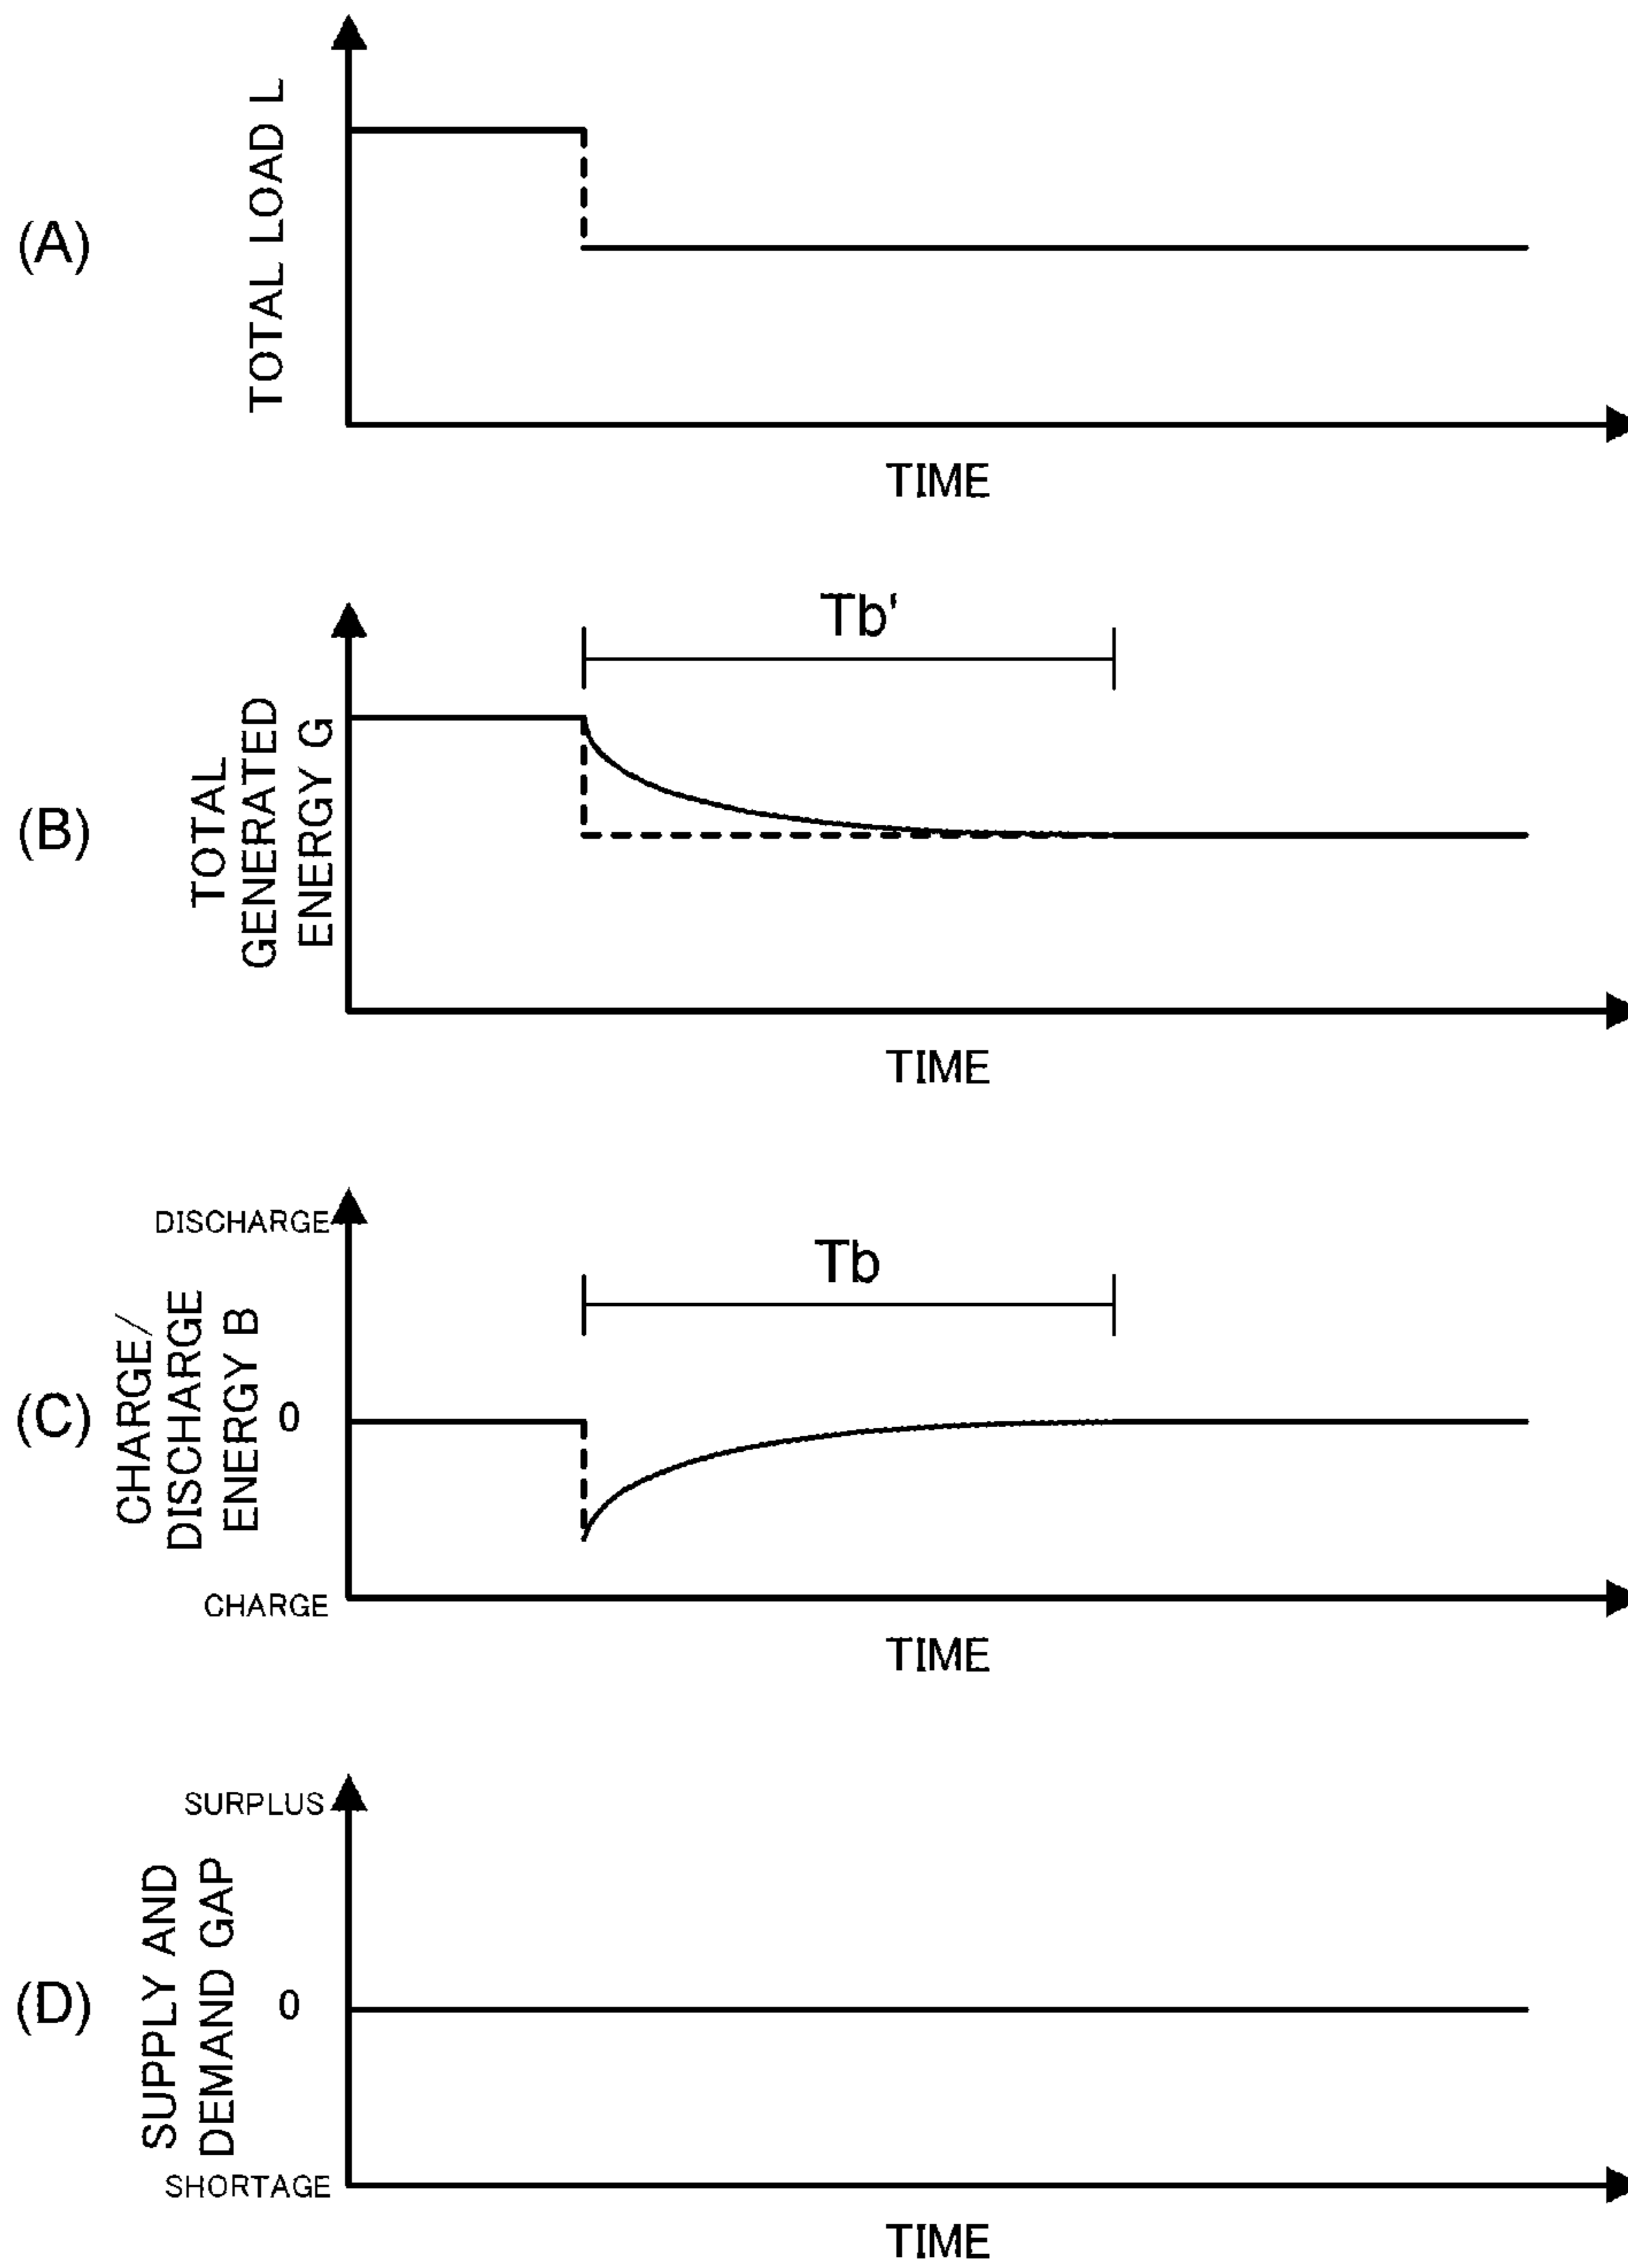 (A)
TOTAL LOAD L
TIME
(B)
TOTAL
GENERATED
ENERGY G
Tb'
TIME
(C)
CHARGE/
DISCHARGE
ENERGY B
DISCHARGE
0
CHARGE
Tb
TIME
(D)
SUPPLY AND
DEMAND GAP
SURPLUS
0
SHORTAGE
TIME